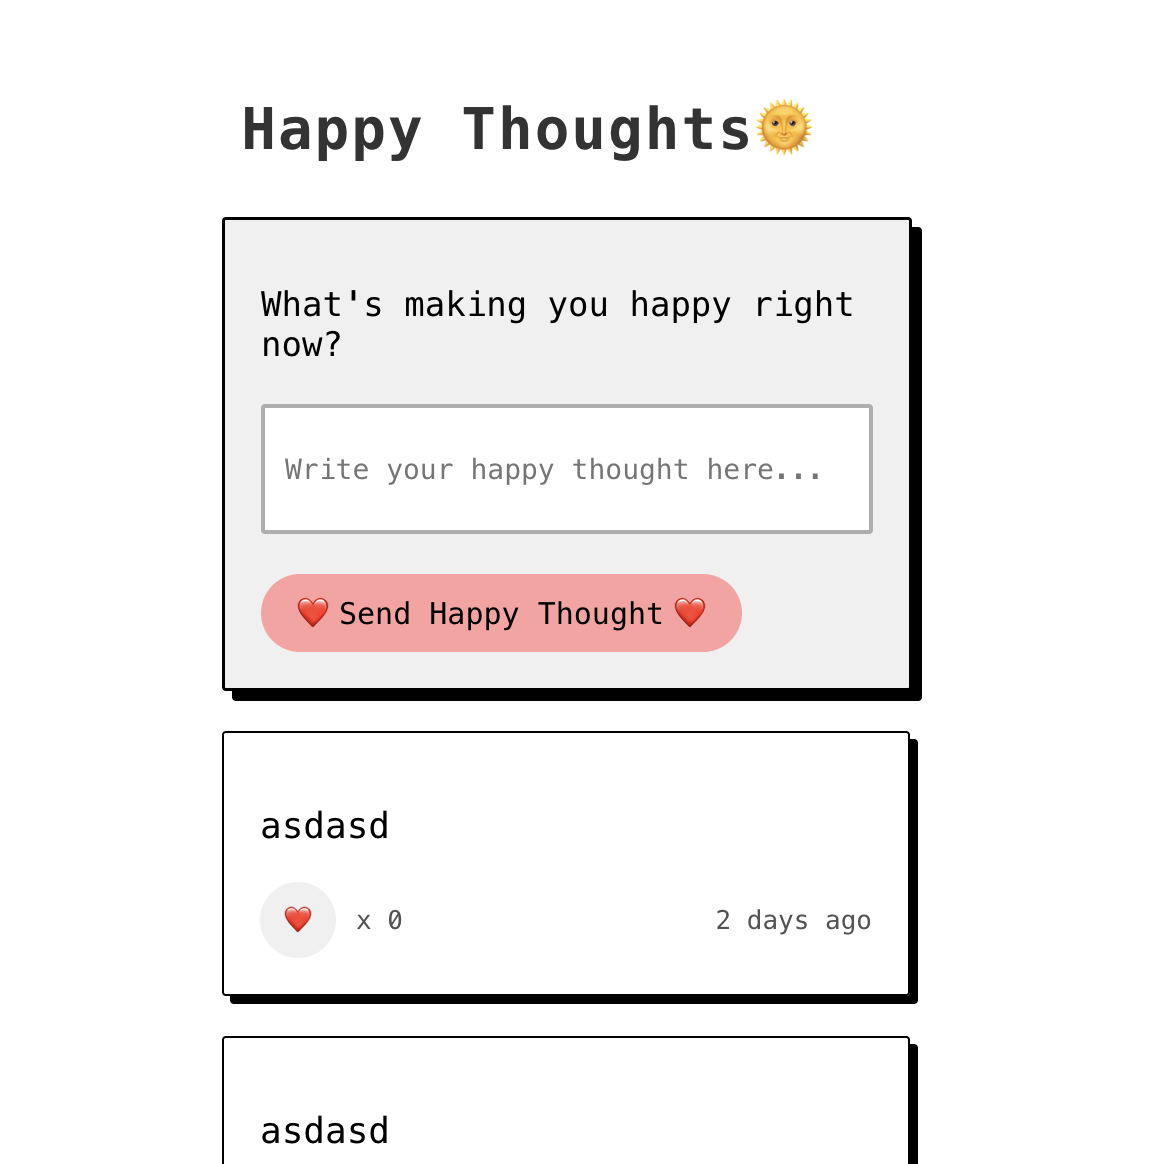 Happy Thoughts🌞
What's making you happy right
now?
Write your happy thought here...
❤️ Send Happy Thought ❤️
asdasd
❤️ x 0 2 days ago
asdasd